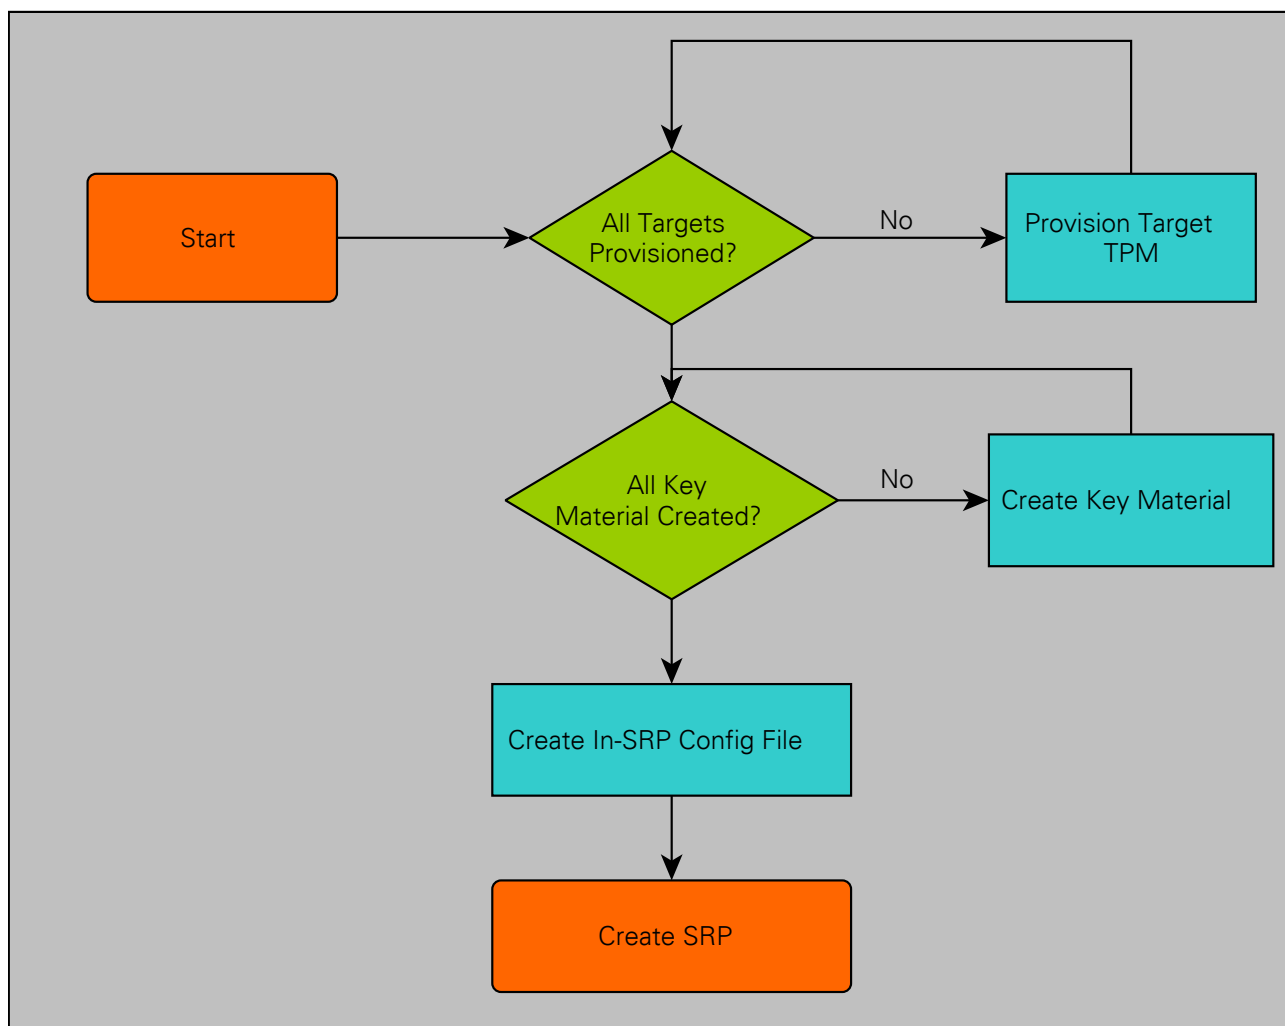 Start
All Targets
Provisioned?
No
Provision Target
TPM
All Key
Material Created?
No
Create Key Material
Create In-SRP Config File
Create SRP